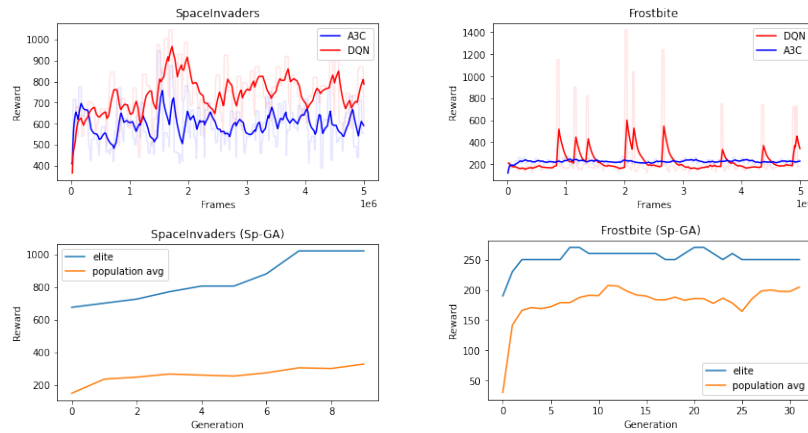 SpaceInvaders
1000
900
800
700
600
500
400
Reward
A3C
DQN
0
1
2
3
4
5
1e6
Frames
Frostbite
1400
1200
1000
800
600
400
200
Reward
DQN
A3C
0
1
2
3
4
5
1e6
Frames
SpaceInvaders (Sp-GA)
1000
800
600
400
200
Reward
elite
population avg
0
2
4
6
8
Generation
Frostbite (Sp-GA)
250
200
150
100
50
Reward
elite
population avg
0
5
10
15
20
25
30
Generation